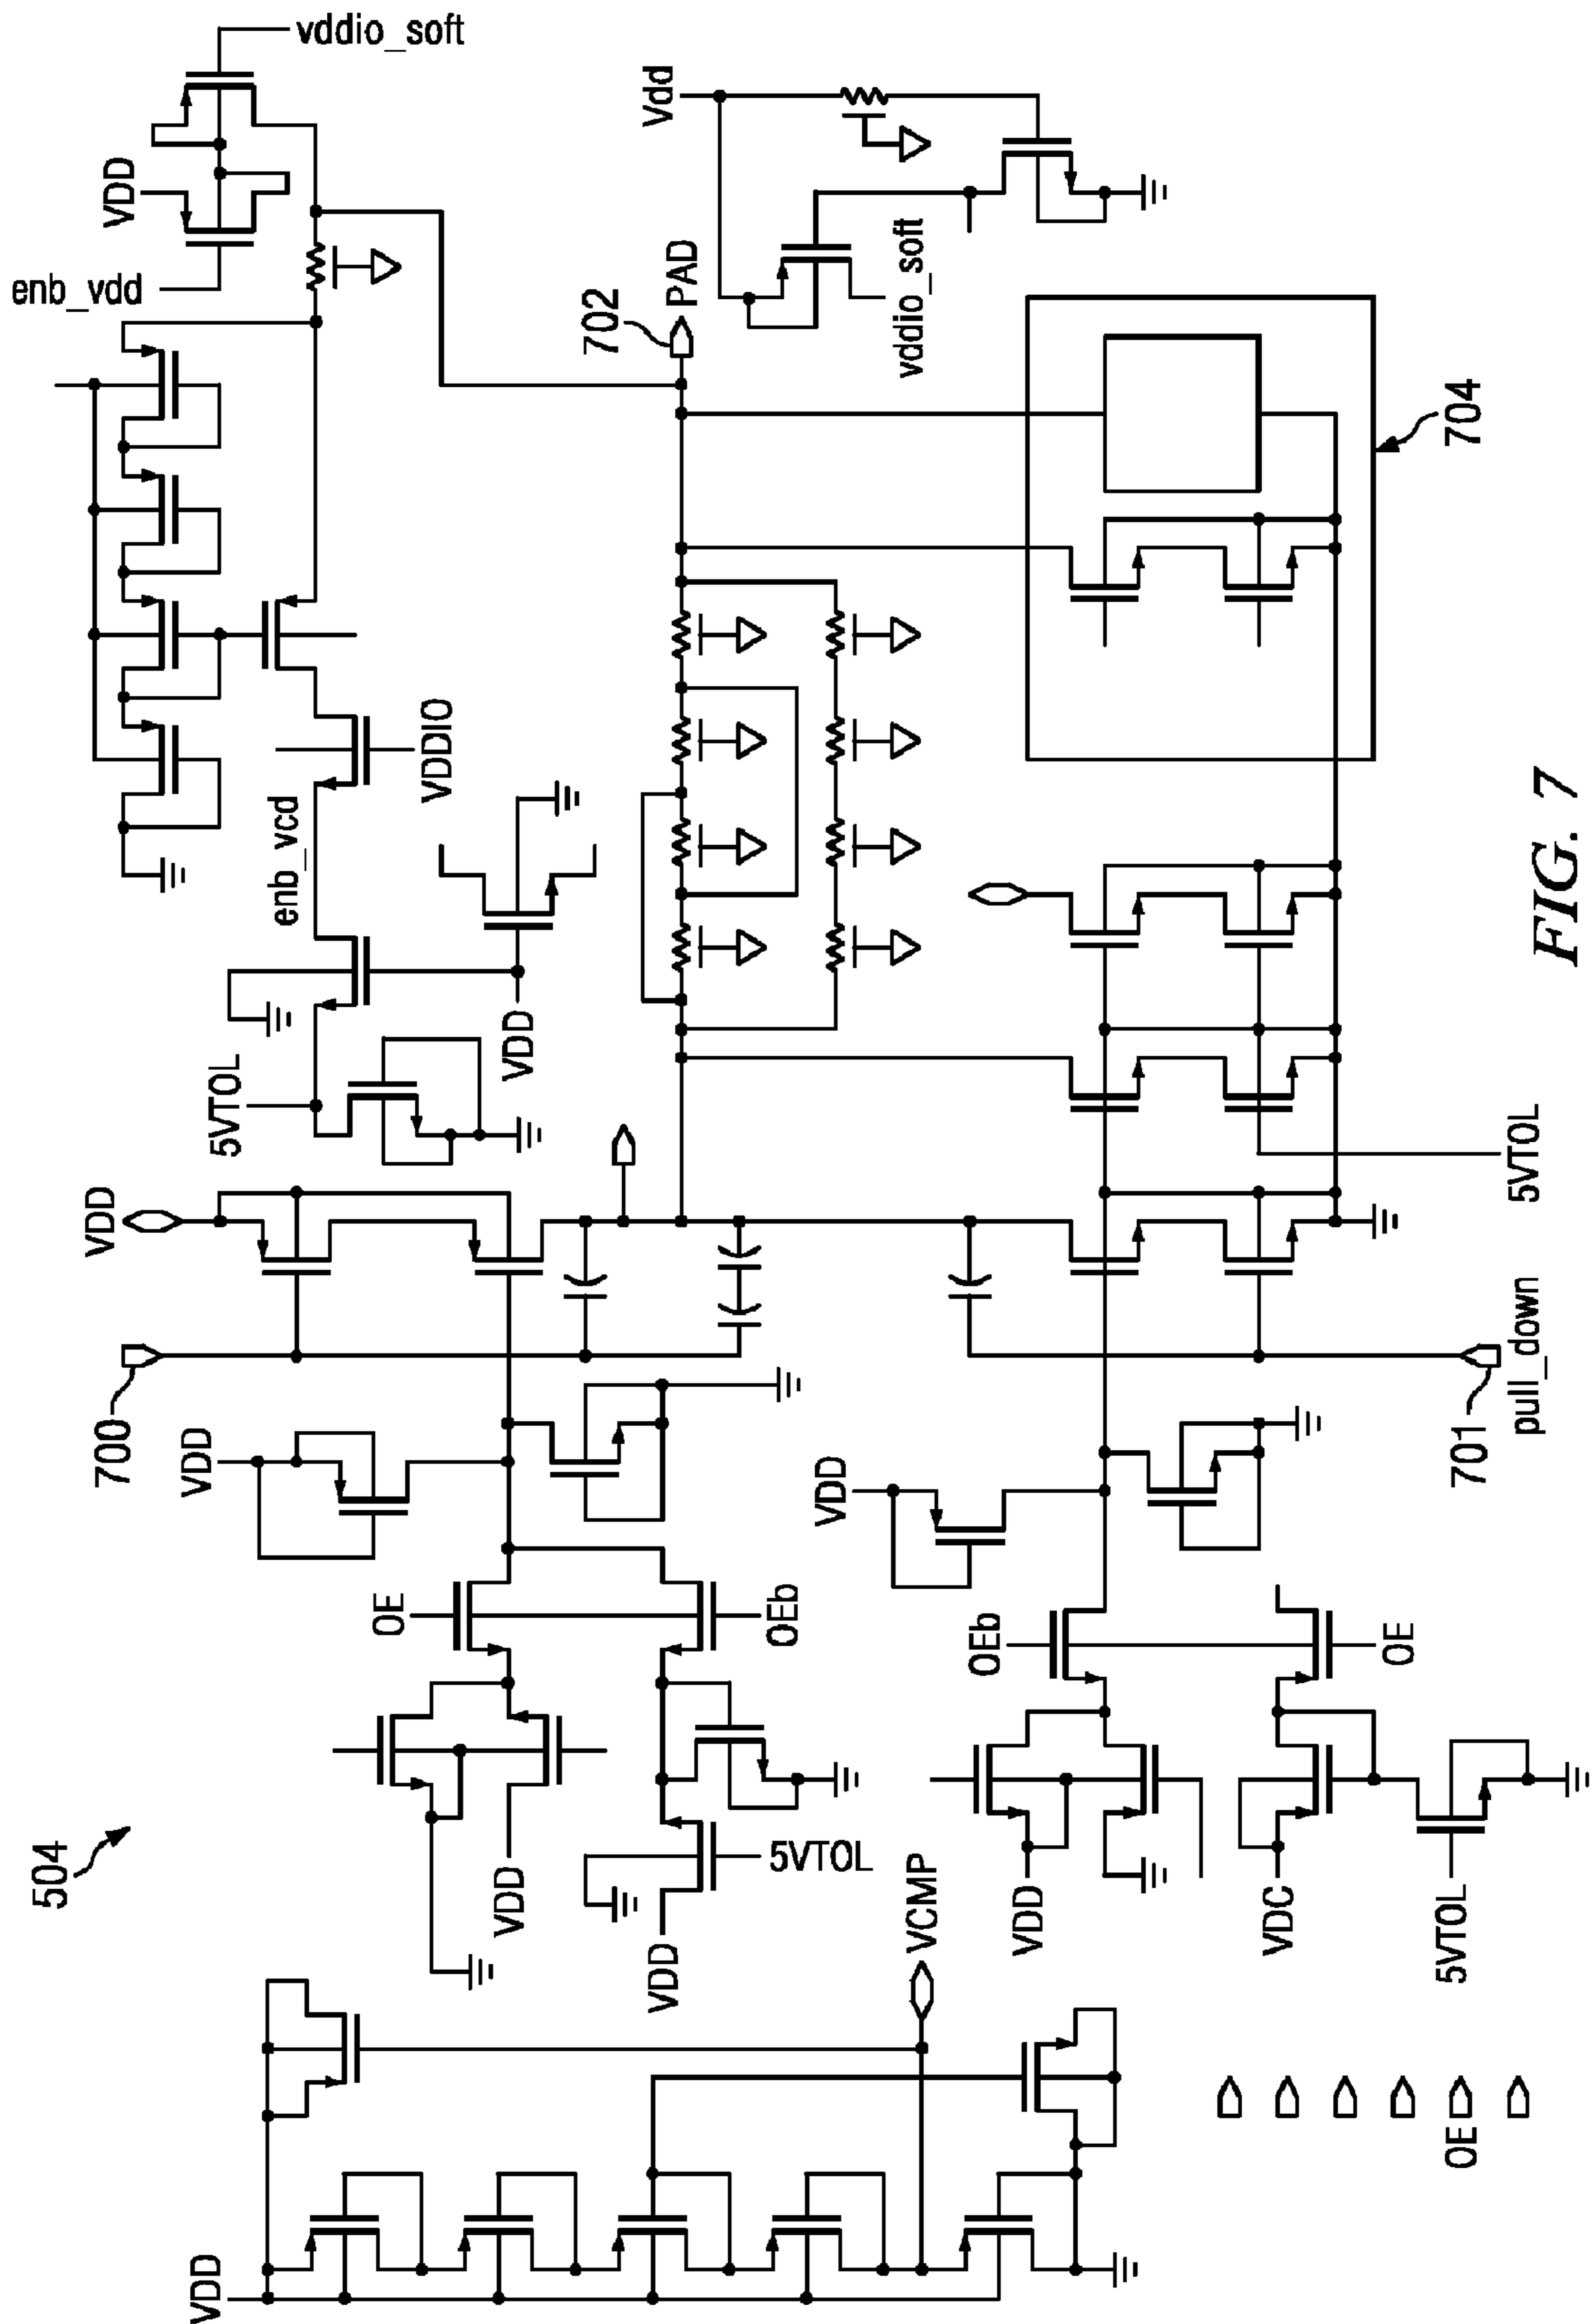 vddio_soft
VDD
enb_vdd
Vdd
702
PAD
vddio_soft
704
enb_vcd
VDDIO
VDD
5VTOL
FIG. 7
VDD
5VTOL
700
VDD
701
pull_down
VDD
OE
OEb
OEb
OE
504
VDD
5VTOL
VDD
VCMP
VDD
VDC
5VTOL
OE
VDD